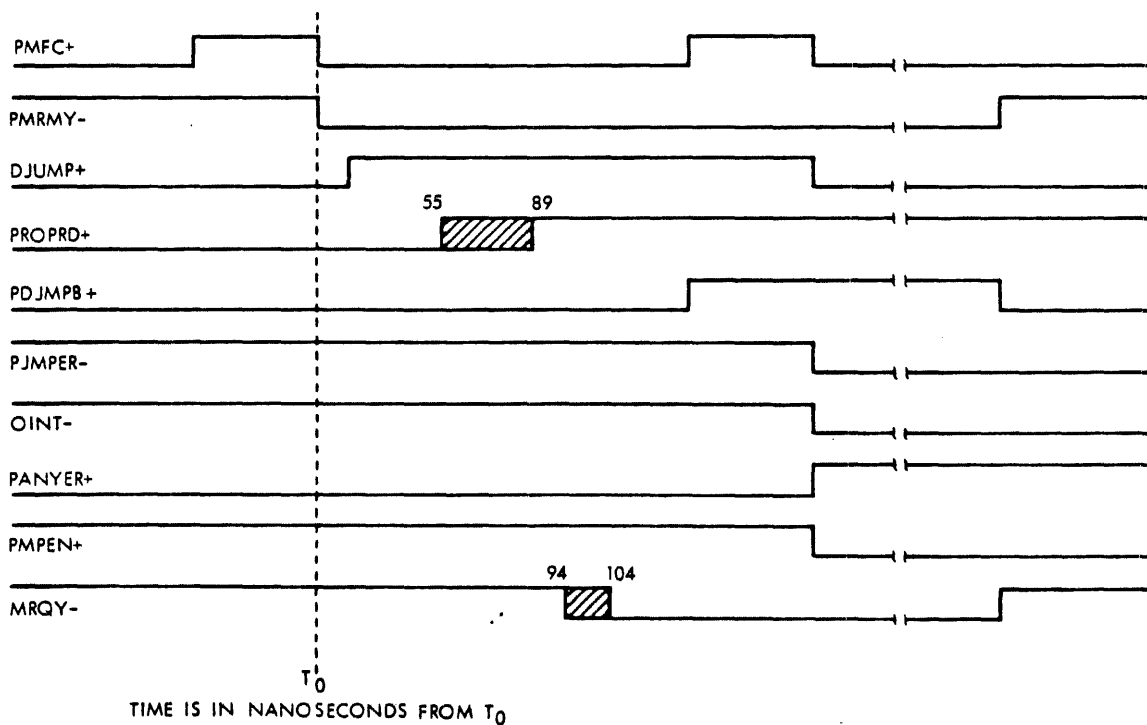 PMFC+
PMRMY-
DJUMP+
55 89
PROPRD+
PDJMPB+
PJMPER-
OINT-
PANYER+
PMPEN+
94 104
MRQY-
T0
TIME IS IN NANOSECONDS FROM T0